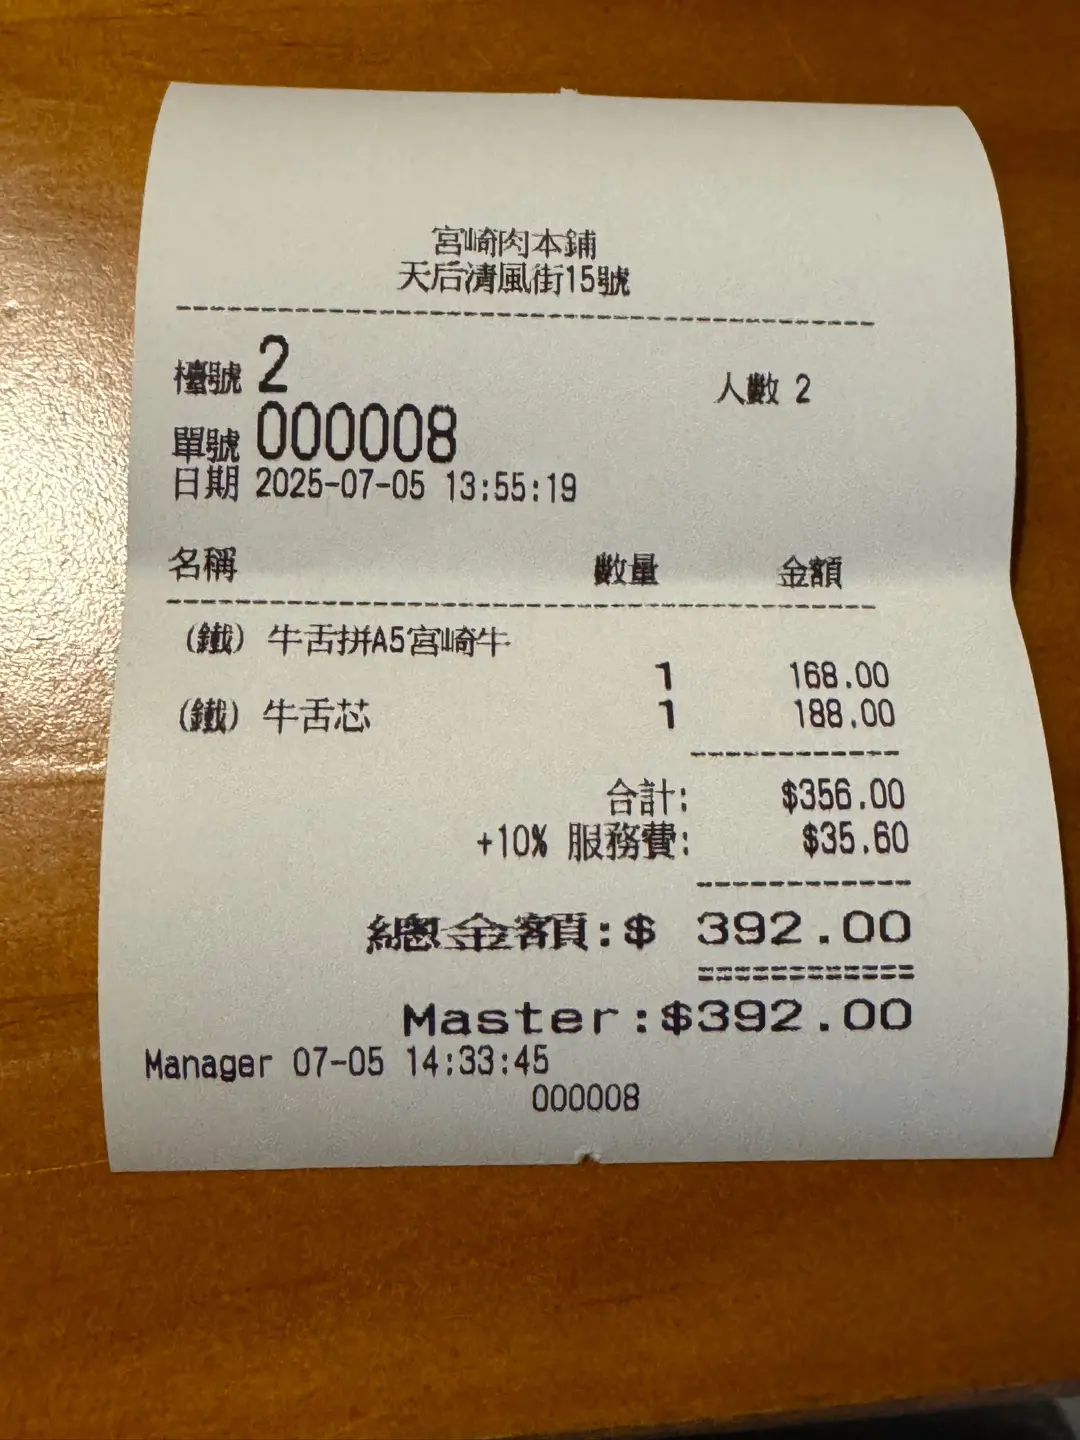 宮崎肉本鋪
天后清風街15號
檯號 2 人數 2
單號 000008
日期 2025-07-05 13:55:19
名稱 數量 金額
(鐵) 牛舌拼A5宮崎牛
1 168.00
(鐵) 牛舌芯 1 188.00
合計: $356.00
+10% 服務費: $35.60
總金額:$ 392.00
Master:$392.00
Manager 07-05 14:33:45
000008